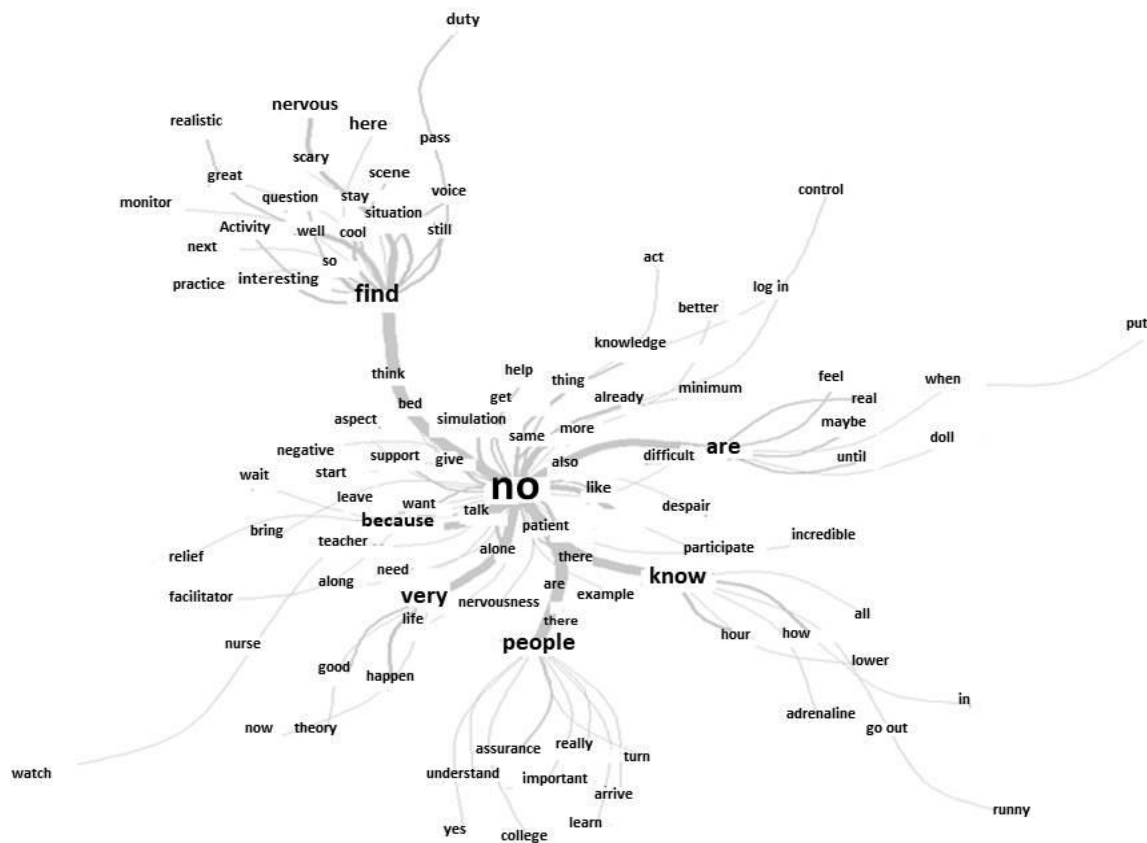 duty
nervous
realistic
here
pass
scary
scene
great
voice
question
stay
control
monitor
situation
Activity
well
cool
still
next
so
act
interesting
practice
log in
find
better
put
knowledge
help
think
thing
feel
when
minimum
get
already
real
bed
aspect
simulation
more
maybe
same
doll
are
negative
support
give
also
difficult
until
wait
start
no
like
leave
want
talk
despair
because
patient
bring
incredible
teacher
alone
participate
relief
there
need
know
along
are
facilitator
very
nervousness
example
life
there
all
nurse
people
hour
how
good
lower
happen
in
adrenaline
now
theory
go out
assurance
really
turn
watch
understand
important
arrive
runny
learn
yes
college